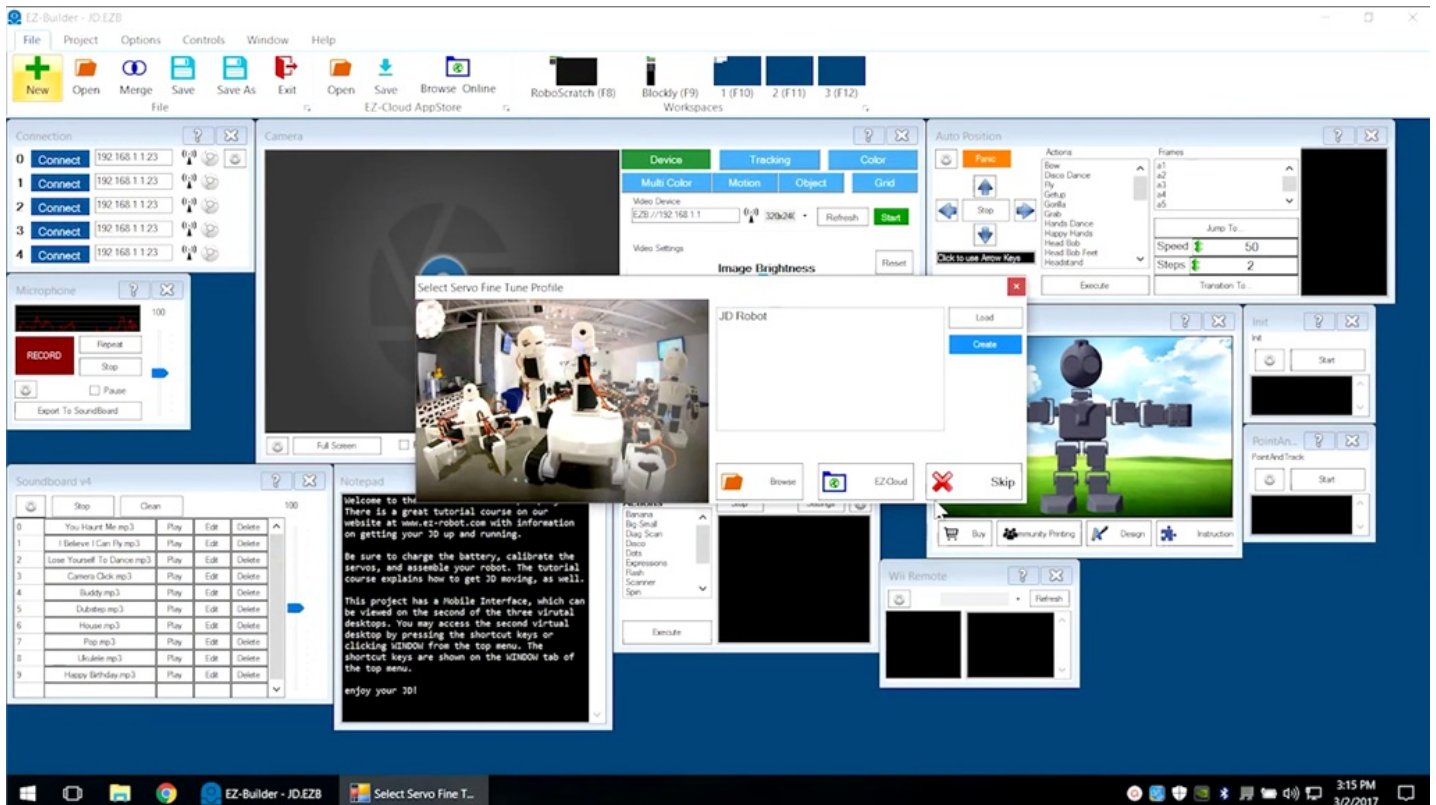 EZ-Builder - JD.EZB
File Project Options Controls Window Help
New Open Merge Save Save As Exit Open Save Browse Online RoboScratch (F8) Blockly (F9) 1 (F10) 2 (F11) 3 (F12)
File EZ-Cloud AppStore Workspaces
Connection
0 Connect 192.168.1.1:23
1 Connect 192.168.1.1:23
2 Connect 192.168.1.1:23
3 Connect 192.168.1.1:23
4 Connect 192.168.1.1:23
Camera
Device Tracking Color
Multi Color Motion Object Grid
Video Device
EZB://192.168.1.1 Refresh Start
Video Settings
Image Brightness Reset
Full Screen
Auto Position
Panic
Stop
Click to use Arrow Keys
Actions
Bow
Disco Dance
Fly
Getup
Gorilla
Grab
Hands Dance
Happy Hands
Head Bob
Head Bob Feet
Headstand
Execute
Frames
a1
a2
a3
a4
a5
Jump To...
Speed 50
Steps 2
Transition To...
Microphone
100
RECORD
Repeat
Stop
Pause
Export To SoundBoard
Select Servo Fine Tune Profile
JD Robot
Load
Create
Browse EZ-Cloud Skip
Init
Init
Start
PointAn...
PointAndTrack
Start
Buy Community Printing Design Instruction
Soundboard v4
Stop Clean 100
0 You Haunt Me.mp3 Play Edit Delete
1 I Believe I Can Fly.mp3 Play Edit Delete
2 Lose Yourself To Dance.mp3 Play Edit Delete
3 Camera Click.mp3 Play Edit Delete
4 Buddy.mp3 Play Edit Delete
5 Dubstep.mp3 Play Edit Delete
6 House.mp3 Play Edit Delete
7 Pop.mp3 Play Edit Delete
8 Ukulele.mp3 Play Edit Delete
9 Happy Birthday.mp3 Play Edit Delete
Notepad
Welcome to the
There is a great tutorial course on our
website at www.ez-robot.com with information
on getting your JD up and running.
Be sure to charge the battery, calibrate the
servos, and assemble your robot. The tutorial
course explains how to get JD moving, as well.
This project has a Mobile Interface, which can
be viewed on the second of the three virutal
desktops. You may access the second virtual
desktop by pressing the shortcut keys or
clicking WINDOW from the top menu. The
shortcut keys are shown on the WINDOW tab of
the top menu.
enjoy your JD!
Actions
Banana
Big-Small
Diag Scan
Disco
Dots
Expressions
Flash
Scanner
Spin
Execute
Wii Remote
Refresh
EZ-Builder - JD.EZB
Select Servo Fine T...
3:15 PM
3/2/2017